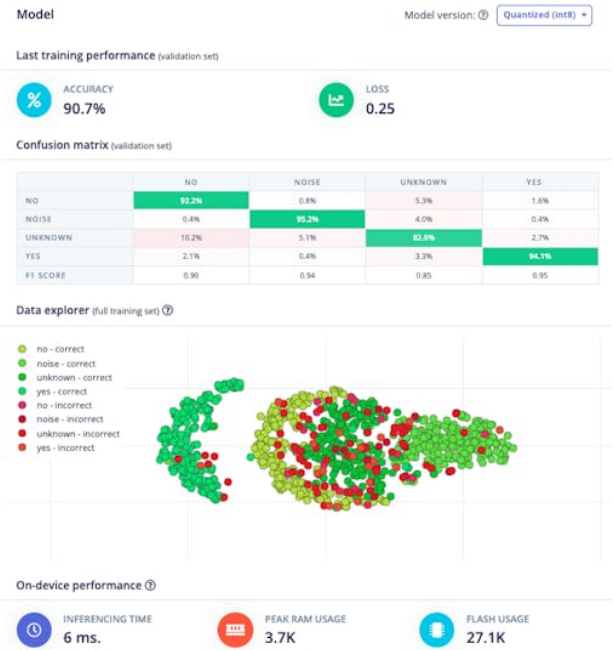 Model
Model version: Quantized (int8)
Last training performance (validation set)
ACCURACY
90.7%
LOSS
0.25
Confusion matrix (validation set)
NO NOISE UNKNOWN YES
NO 92.2% 0.8% 5.3% 1.6%
NOISE 0.4% 95.2% 4.0% 0.4%
UNKNOWN 10.2% 5.1% 82.0% 2.7%
YES 2.1% 0.4% 3.3% 94.1%
F1 SCORE 0.90 0.94 0.85 0.95
Data explorer (full training set)
no - correct
noise - correct
unknown - correct
yes - correct
no - incorrect
noise - incorrect
unknown - incorrect
yes - incorrect
On-device performance
INFERENCING TIME
6 ms.
PEAK RAM USAGE
3.7K
FLASH USAGE
27.1K